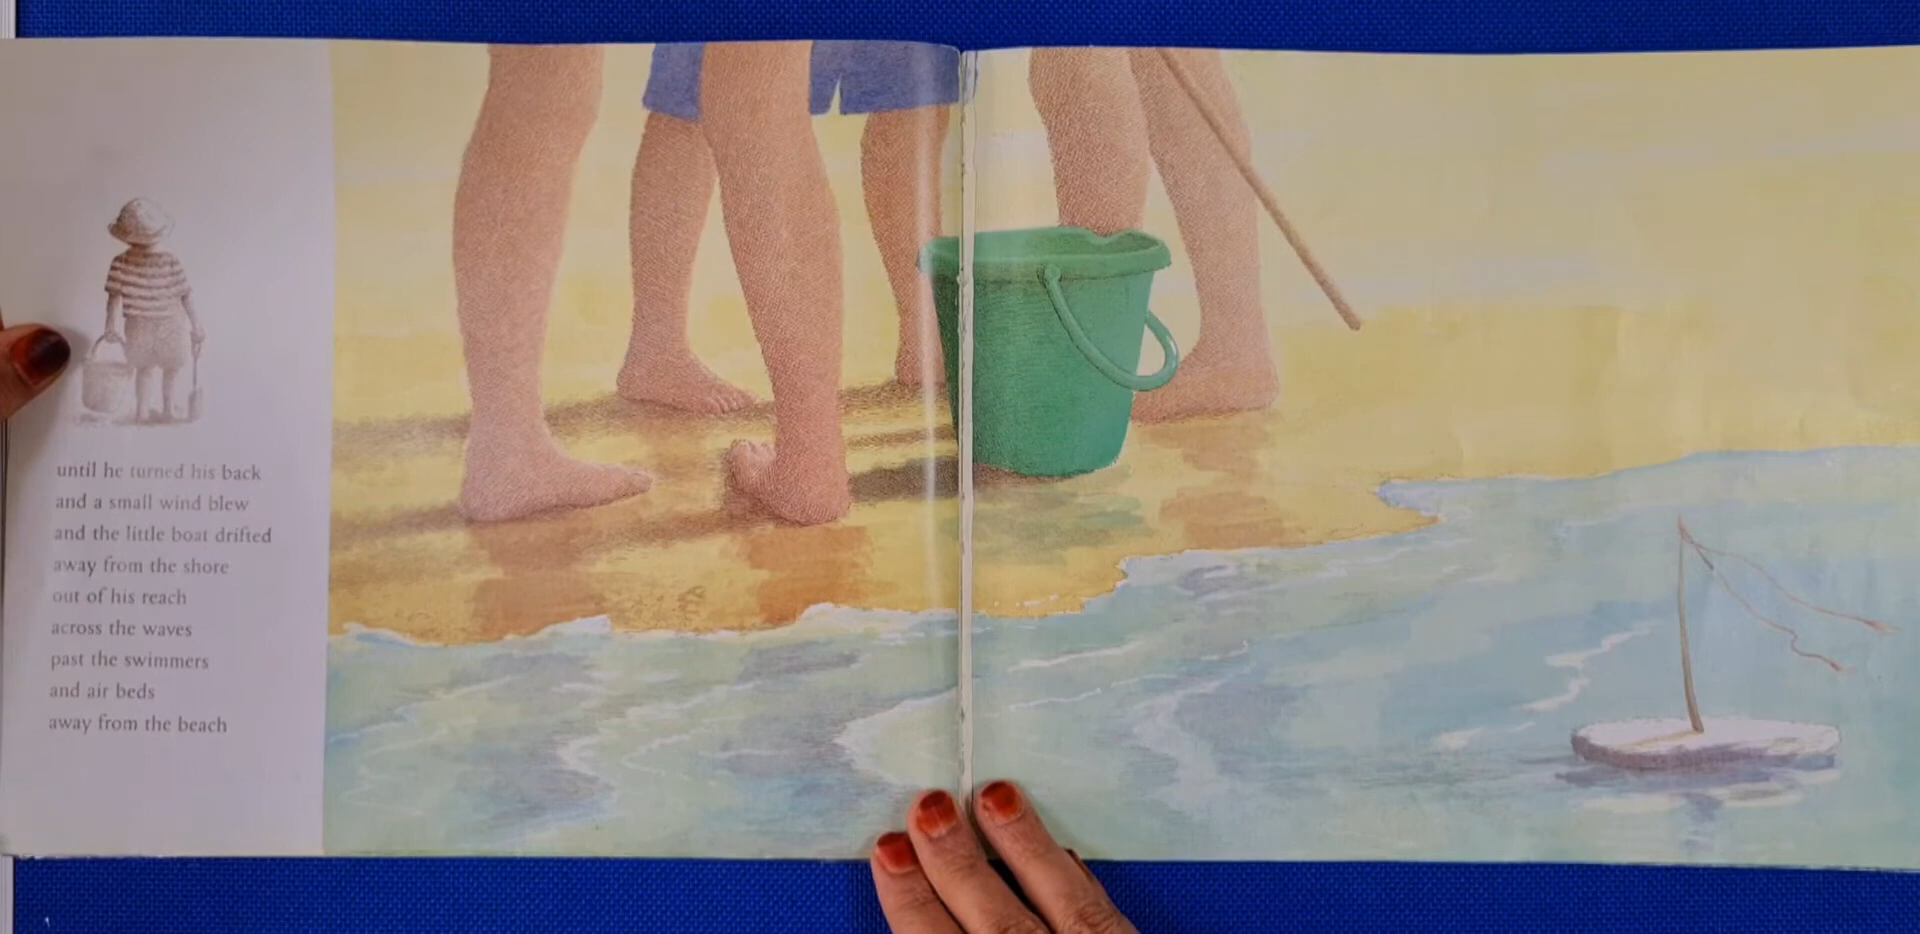 until he turned his back
and a small wind blew
and the little boat drifted
away from the shore
out of his reach
across the waves
past the swimmers
and air beds
away from the beach